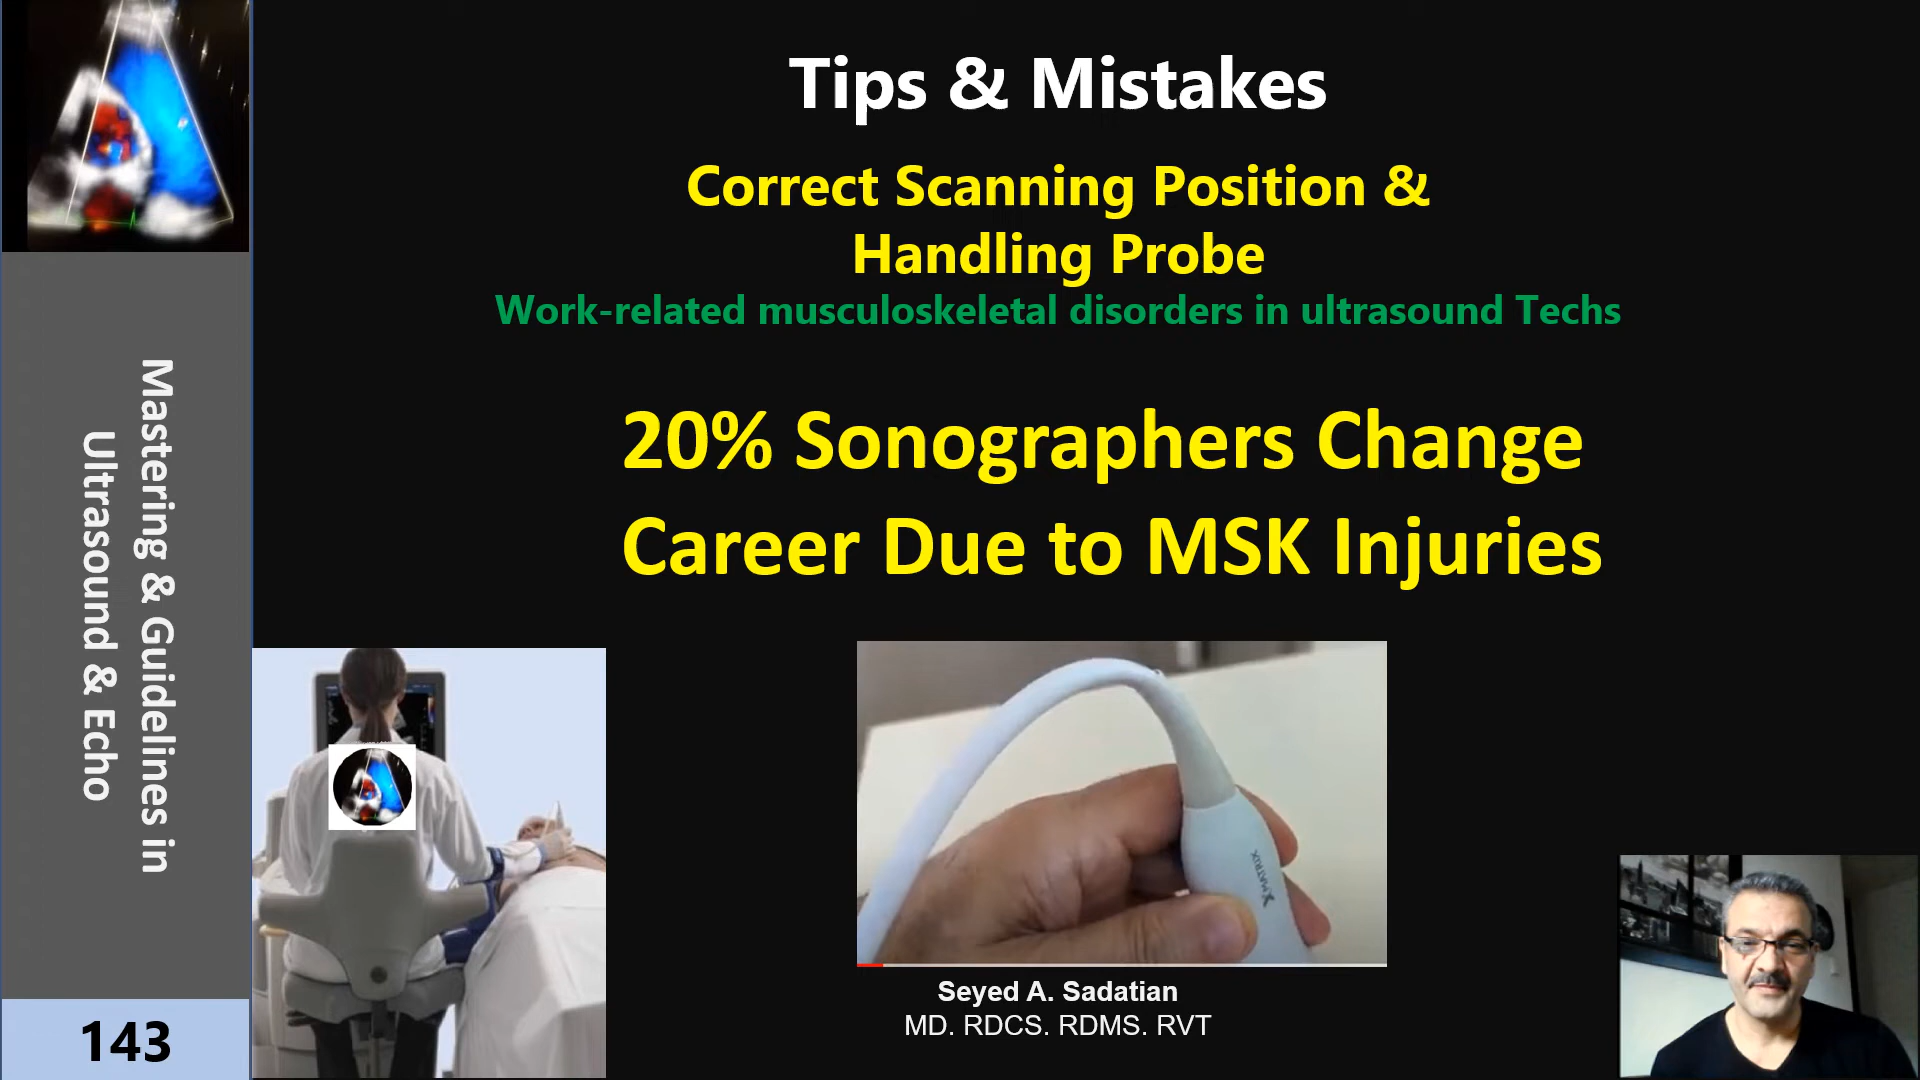 Tips & Mistakes
Correct Scanning Position &
Handling Probe
Work-related musculoskeletal disorders in ultrasound Techs
20% Sonographers Change
Career Due to MSK Injuries
Mastering & Guidelines in
Ultrasound & Echo
143
XMATRIX
Seyed A. Sadatian
MD. RDCS. RDMS. RVT